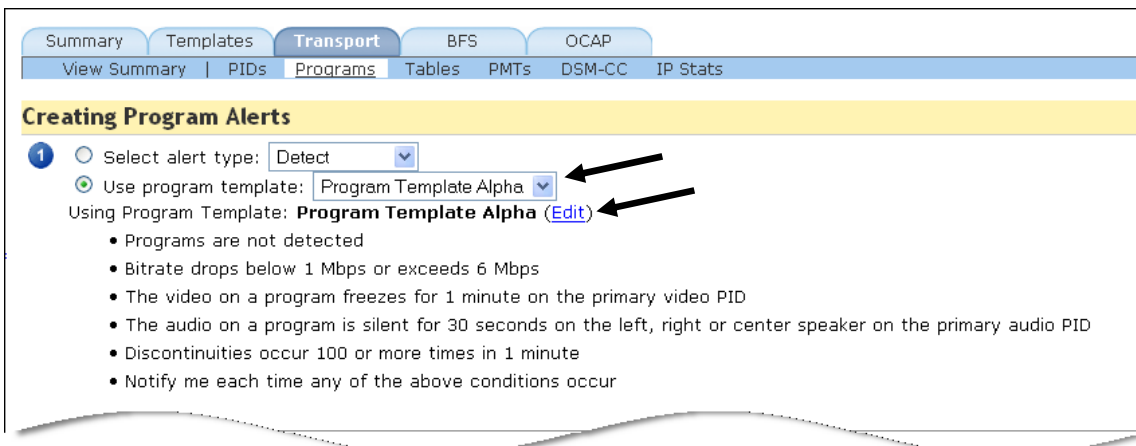 Summary Templates Transport BFS OCAP
View Summary | PIDs Programs Tables PMTs DSM-CC IP Stats
Creating Program Alerts
1 Select alert type: Detect
Use program template: Program Template Alpha
Using Program Template: Program Template Alpha (Edit)
• Programs are not detected
• Bitrate drops below 1 Mbps or exceeds 6 Mbps
• The video on a program freezes for 1 minute on the primary video PID
• The audio on a program is silent for 30 seconds on the left, right or center speaker on the primary audio PID
• Discontinuities occur 100 or more times in 1 minute
• Notify me each time any of the above conditions occur